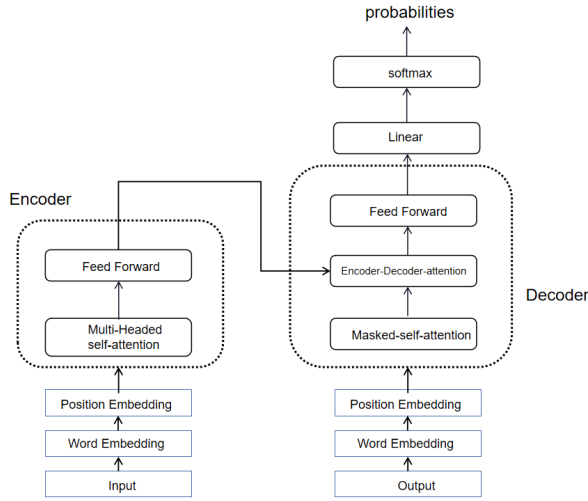 probabilities
softmax
Linear
Encoder
Feed Forward
Multi-Headed
self-attention
Position Embedding
Word Embedding
Input
Decoder
Feed Forward
Encoder-Decoder-attention
Masked-self-attention
Position Embedding
Word Embedding
Output